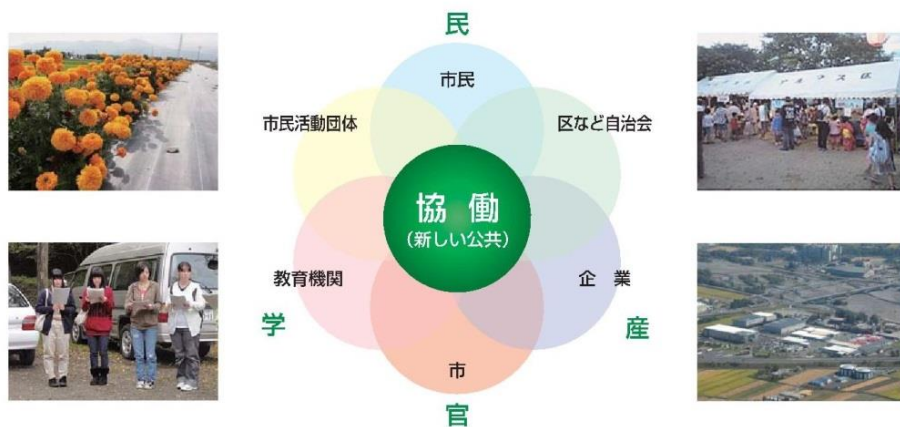 民
市民
市民活動団体
区など自治会
協 働
(新しい公共)
教育機関
企 業
学
産
市
官